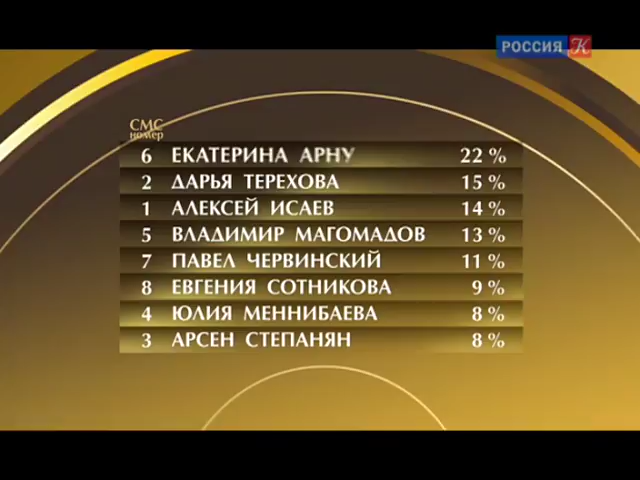 РОССИЯ К
СМС
номер
6 ЕКАТЕРИНА АРНУ 22 %
2 ДАРЬЯ ТЕРЕХОВА 15 %
1 АЛЕКСЕЙ ИСАЕВ 14 %
5 ВЛАДИМИР МАГОМАДОВ 13 %
7 ПАВЕЛ ЧЕРВИНСКИЙ 11 %
8 ЕВГЕНИЯ СОТНИКОВА 9 %
4 ЮЛИЯ МЕННИБАЕВА 8 %
3 АРСЕН СТЕПАНЯН 8 %